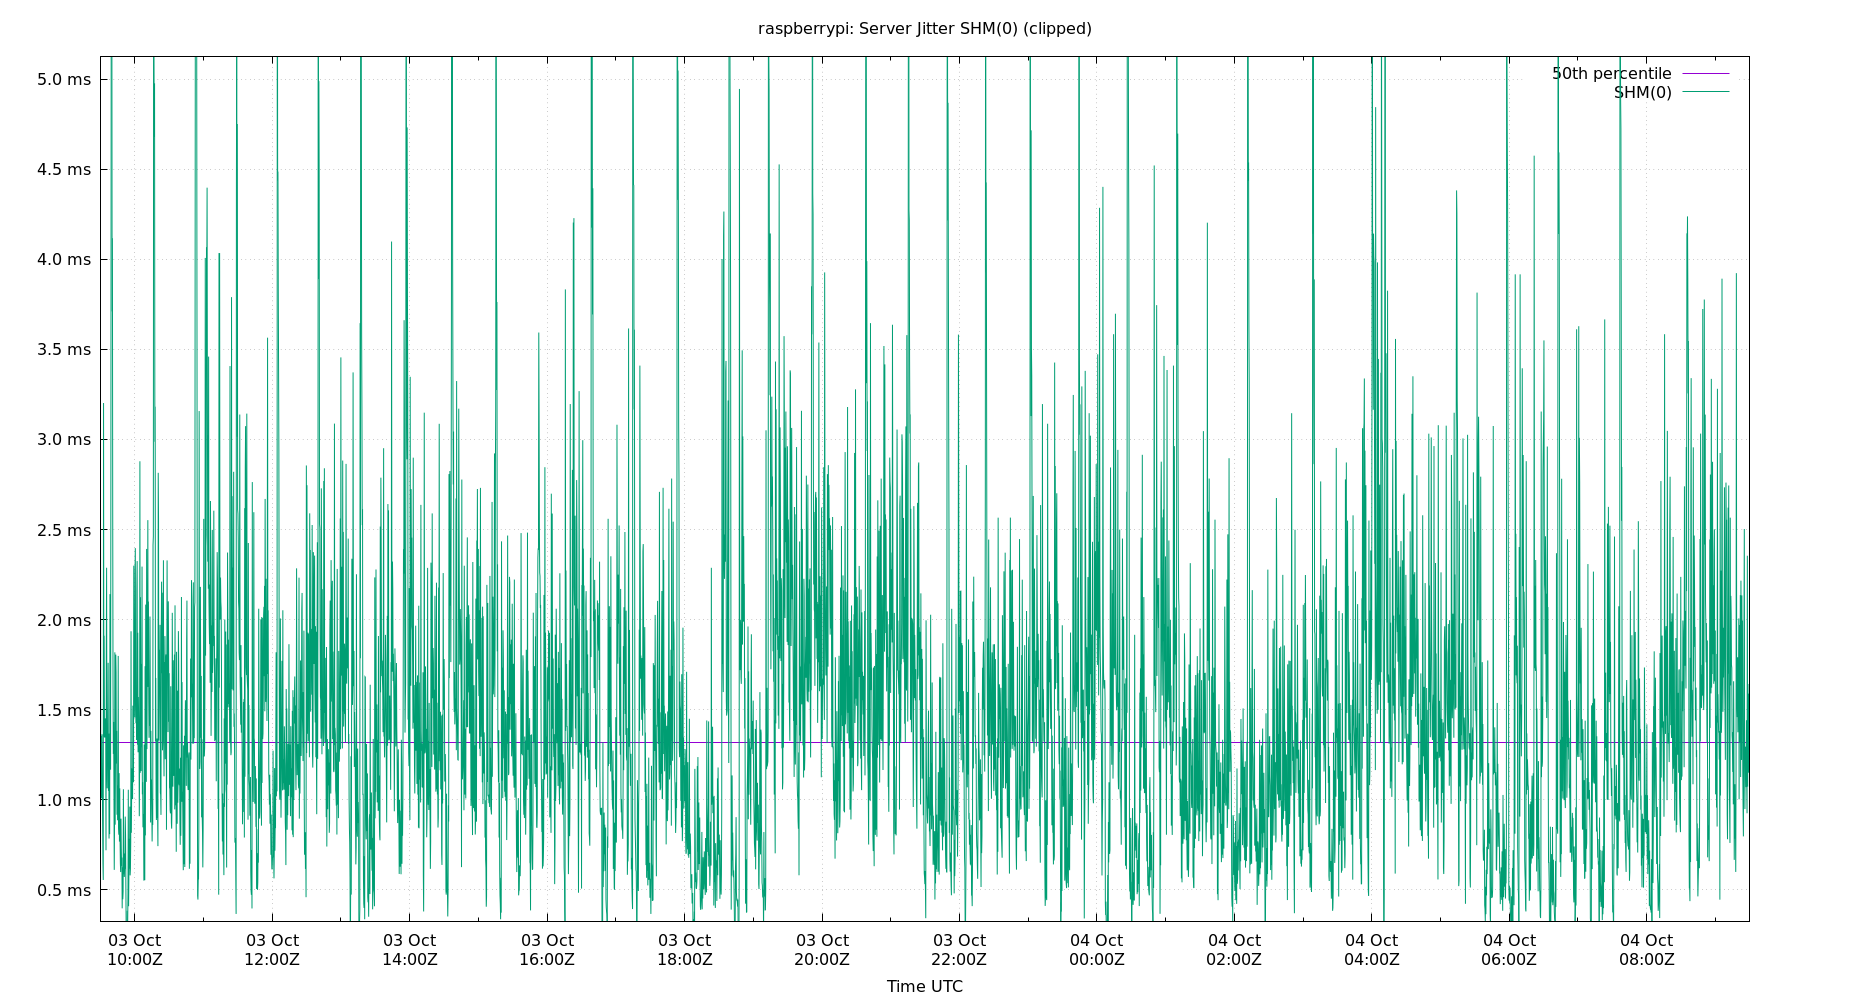 raspberrypi: Server Jitter SHM(0) (clipped)
50th percentile
SHM(0)
5.0 ms
4.5 ms
4.0 ms
3.5 ms
3.0 ms
2.5 ms
2.0 ms
1.5 ms
1.0 ms
0.5 ms
03 Oct 03 Oct 03 Oct 03 Oct 03 Oct 03 Oct 03 Oct 04 Oct 04 Oct 04 Oct 04 Oct 04 Oct
10:00Z 12:00Z 14:00Z 16:00Z 18:00Z 20:00Z 22:00Z 00:00Z 02:00Z 04:00Z 06:00Z 08:00Z
Time UTC